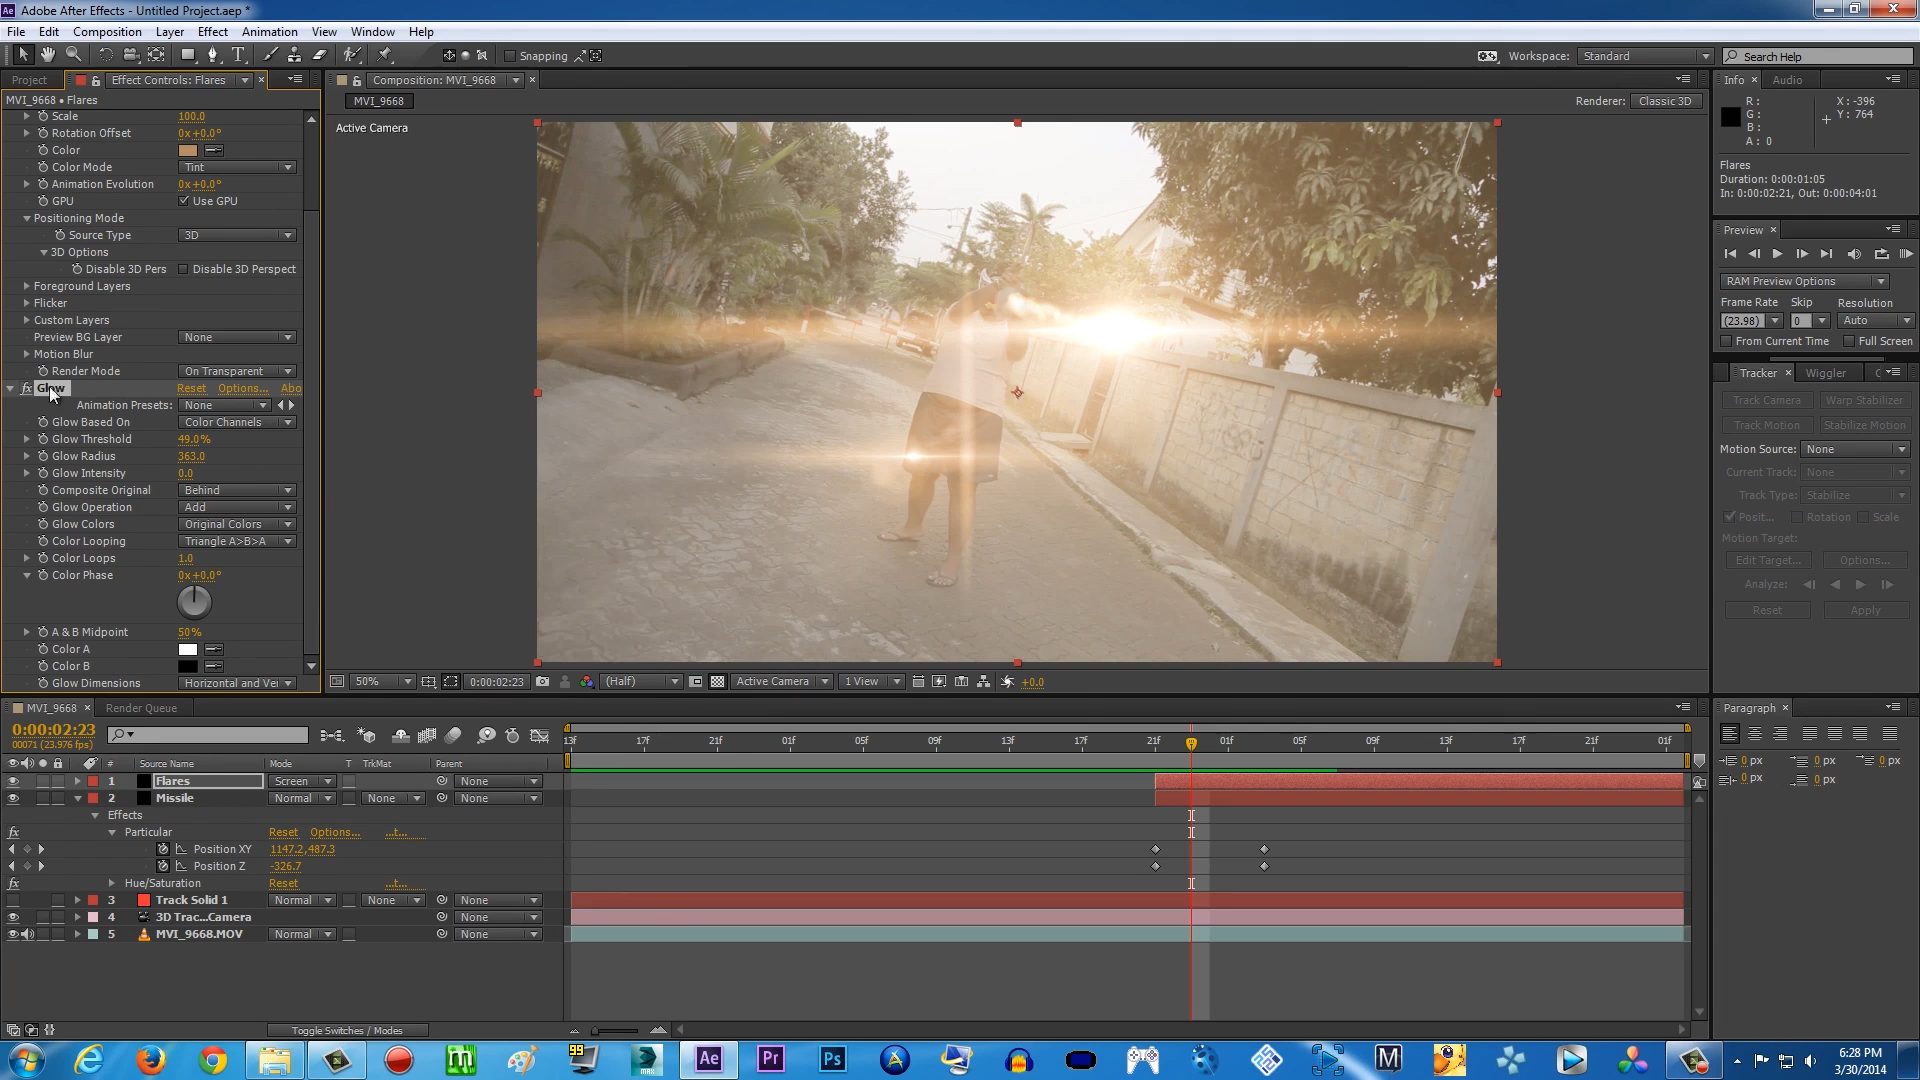 Adobe After Effects - Untitled Project.aep *
File Edit Composition Layer Effect Animation View Window Help
Snapping
Workspace: Standard
Search Help
Project
Effect Controls: Flares
MVI_9668 • Flares
Scale 100.0
Rotation Offset 0x+0.0°
Color
Color Mode Tint
Animation Evolution 0x+0.0°
GPU Use GPU
Positioning Mode
Source Type 3D
3D Options
Disable 3D Pers Disable 3D Perspect
Foreground Layers
Flicker
Custom Layers
Preview BG Layer None
Motion Blur
Render Mode On Transparent
fx Glow Reset Options... Abo
Animation Presets: None
Glow Based On Color Channels
Glow Threshold 49.0%
Glow Radius 363.0
Glow Intensity 0.0
Composite Original Behind
Glow Operation Add
Glow Colors Original Colors
Color Looping Triangle A>B>A
Color Loops 1.0
Color Phase 0x+0.0°
A & B Midpoint 50%
Color A
Color B
Glow Dimensions Horizontal and Ver
Composition: MVI_9668
MVI_9668
Renderer: Classic 3D
Active Camera
50% 0:00:02:23 (Half) Active Camera 1 View +0.0
Info Audio
R: X: -396
G: Y: 764
B:
A: 0
Flares
Duration: 0:00:01:05
In: 0:00:02:21, Out: 0:00:04:01
Preview
RAM Preview Options
Frame Rate Skip Resolution
(23.98) 0 Auto
From Current Time Full Screen
Tracker Wiggler
Track Camera Warp Stabilizer
Track Motion Stabilize Motion
Motion Source: None
Current Track: None
Track Type: Stabilize
Posit... Rotation Scale
Motion Target:
Edit Target... Options...
Analyze:
Reset Apply
MVI_9668 Render Queue
0:00:02:23
00071 (23.976 fps)
13f 17f 21f 01f 05f 09f 13f 17f 21f 01f 05f 09f 13f 17f 21f 01f
# Source Name Mode T TrkMat Parent
1 Flares Screen None
2 Missile Normal None None
Effects
fx Particular Reset Options... ...t...
Position XY 1147.2,487.3
Position Z -326.7
fx Hue/Saturation Reset ...t...
3 Track Solid 1 Normal None None
4 3D Trac...Camera None
5 MVI_9668.MOV Normal None
Toggle Switches / Modes
Paragraph
0 px 0 px 0 px
0 px 0 px
99 MAX Ae Pr Ps M
6:28 PM
3/30/2014